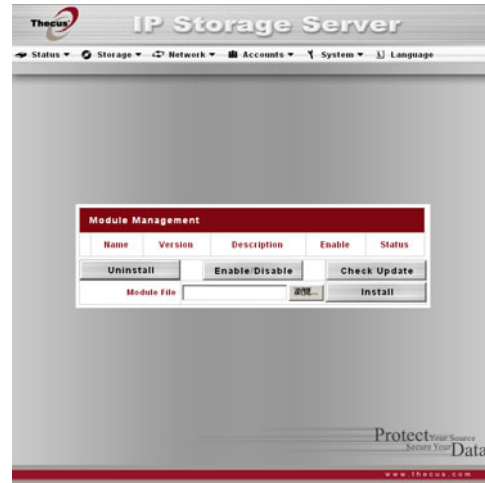 Thecus
IP Storage Server
Status Storage Network Accounts System Language
Module Management
Name Version Description Enable Status
Uninstall Enable/Disable Check Update
Module File Install
Protect Your Source
Secure Your Data
www.thecus.com